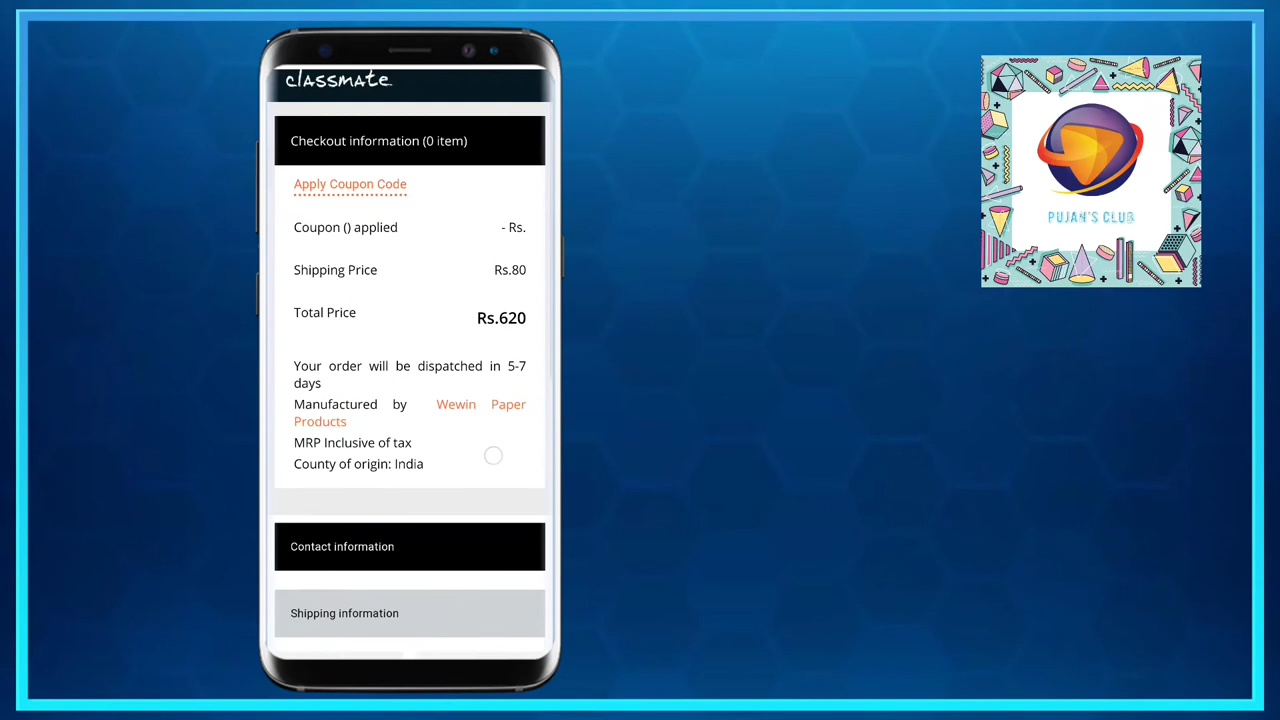 classmate
Checkout information (0 item)
Apply Coupon Code
Coupon () applied - Rs.
Shipping Price Rs.80
Total Price Rs.620
Your order will be dispatched in 5-7
days
Manufactured by Wewin Paper
Products
MRP Inclusive of tax
County of origin: India
Contact information
Shipping information
PUJAN'S CLUB